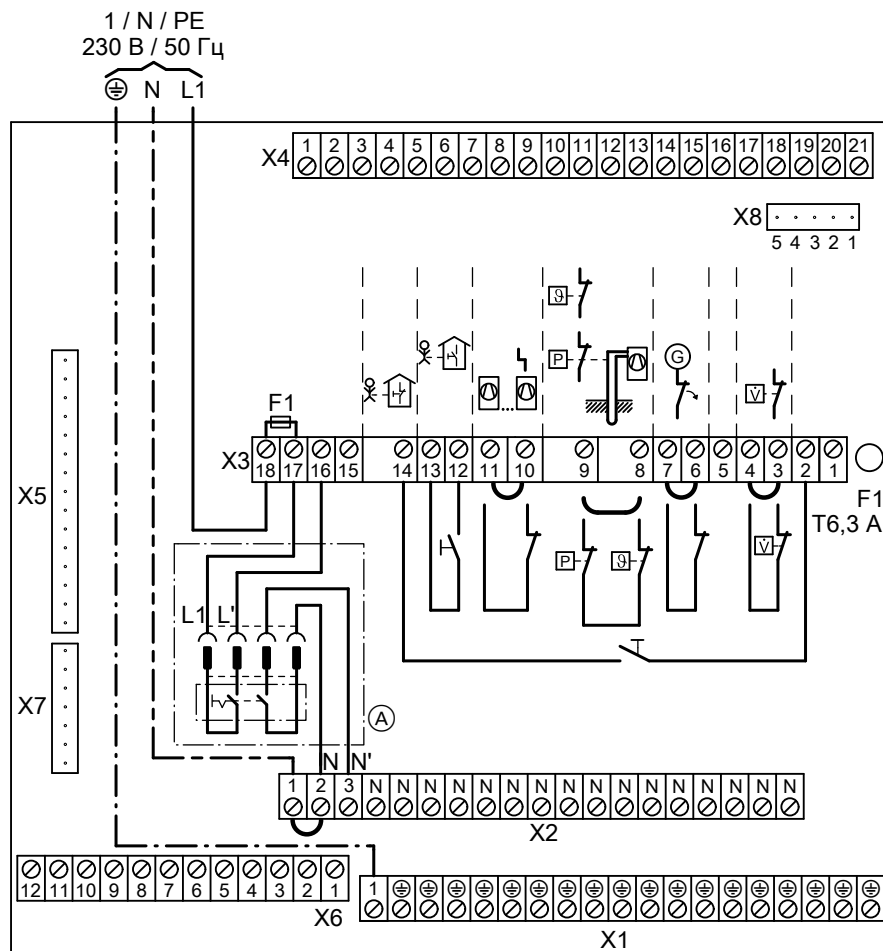 1 / N / PE
230 В / 50 Гц
N L1
X4 1 2 3 4 5 6 7 8 9 10 11 12 13 14 15 16 17 18 19 20 21
X8
5 4 3 2 1
ϑ
P G
V̇
F1
X3 18 17 16 15 14 13 12 11 10 9 8 7 6 5 4 3 2 1
X5
F1
T6,3 A
P ϑ V̇
L1 L'
X7
A
N N'
1 2 3 N N N N N N N N N N N N N N N N
X2
12 11 10 9 8 7 6 5 4 3 2 1
X6
1
X1